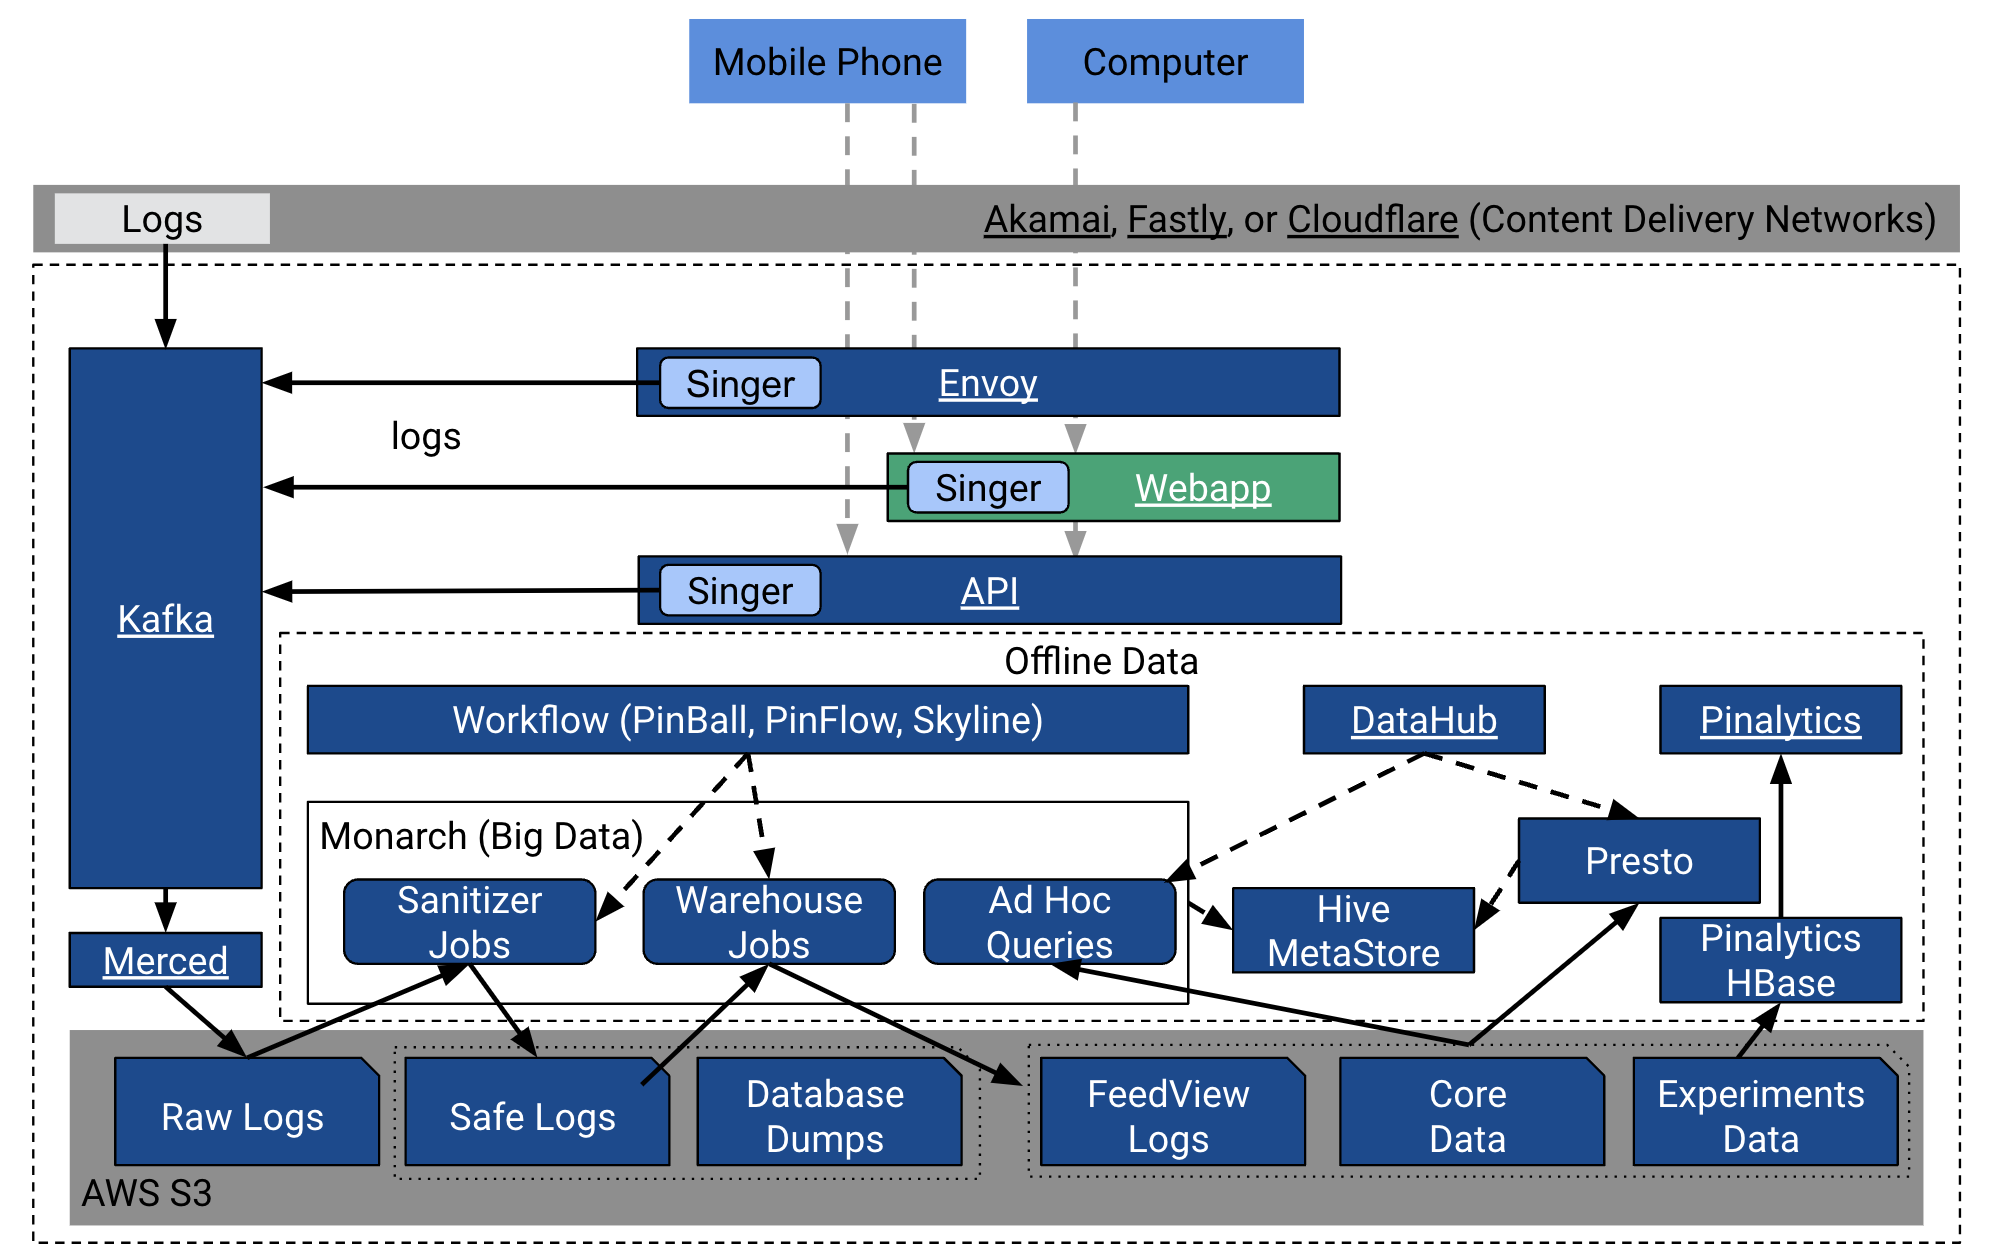 Mobile Phone
Computer
Logs
Akamai, Fastly, or Cloudflare (Content Delivery Networks)
Singer
Envoy
logs
Singer
Webapp
Kafka
Singer
API
Offline Data
Workflow (PinBall, PinFlow, Skyline)
DataHub
Pinalytics
Monarch (Big Data)
Presto
Sanitizer
Jobs
Warehouse
Jobs
Ad Hoc
Queries
Hive
MetaStore
Pinalytics
HBase
Merced
Raw Logs
Safe Logs
Database
Dumps
FeedView
Logs
Core
Data
Experiments
Data
AWS S3